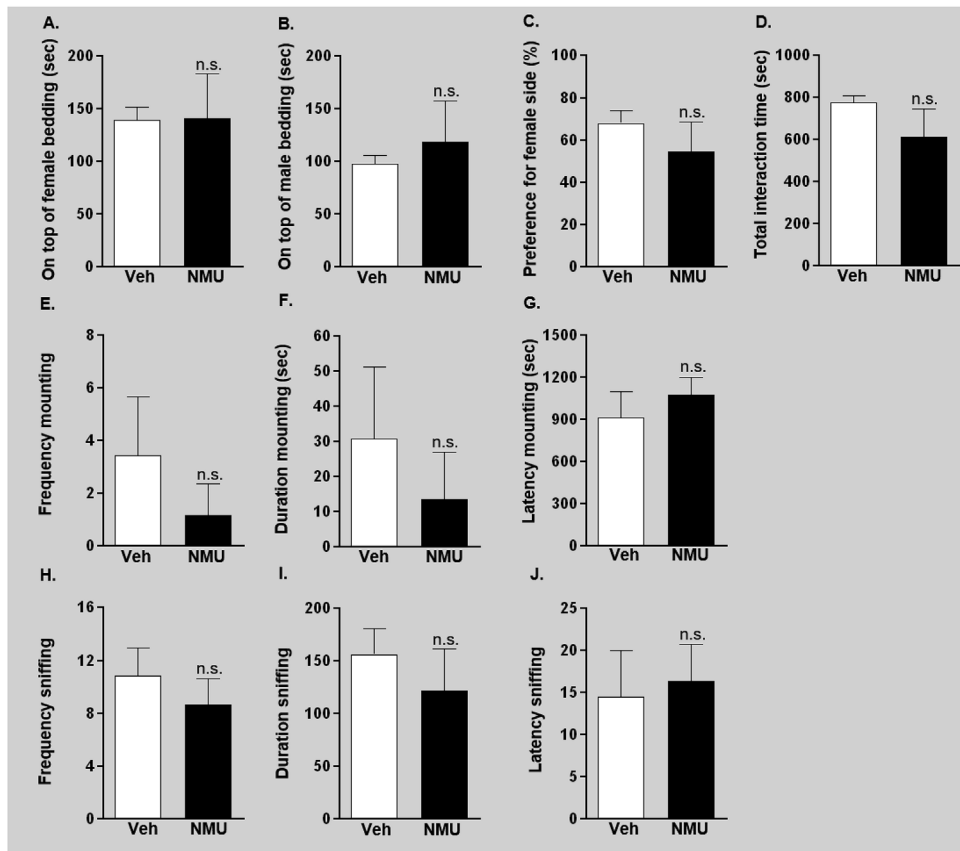 A.
On top of female bedding (sec)
200
150
100
50
0
n.s.
Veh NMU
B.
On top of male bedding (sec)
200
150
100
50
0
n.s.
Veh NMU
C.
Preference for female side (%)
100
80
60
40
20
0
n.s.
Veh NMU
D.
Total interaction time (sec)
1000
800
600
400
200
0
n.s.
Veh NMU
E.
Frequency mounting
8
6
4
2
0
n.s.
Veh NMU
F.
Duration mounting (sec)
60
50
40
30
20
10
0
n.s.
Veh NMU
G.
Latency mounting (sec)
1500
1200
900
600
300
0
n.s.
Veh NMU
H.
Frequency sniffing
16
12
8
4
0
n.s.
Veh NMU
I.
Duration sniffing
200
150
100
50
0
n.s.
Veh NMU
J.
Latency sniffing
25
20
15
10
5
0
n.s.
Veh NMU